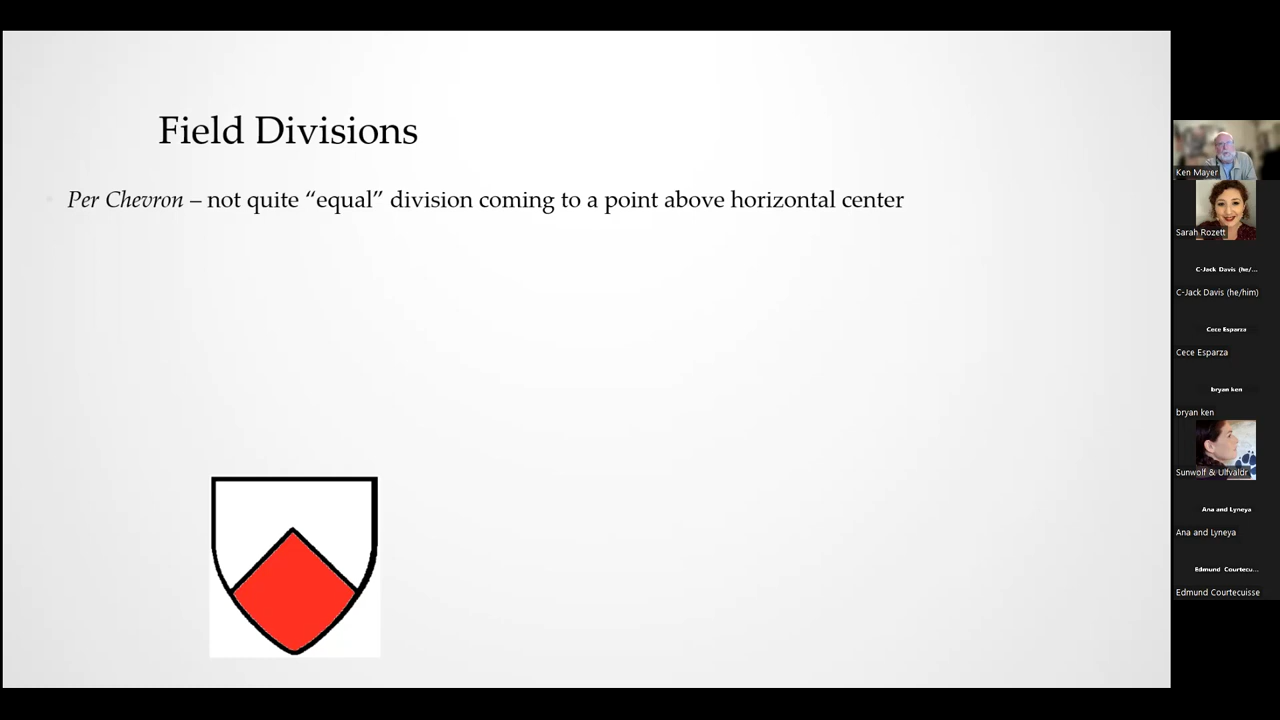 Field Divisions
Per Chevron – not quite “equal” division coming to a point above horizontal center
Ken Mayer
Sarah Rozett
C-Jack Davis (he/...
C-Jack Davis (he/him)
Cece Esparza
Cece Esparza
bryan ken
bryan ken
Sunwolf & Ulfvaldr
Ana and Lyneya
Ana and Lyneya
Edmund Courtecu...
Edmund Courtecuisse